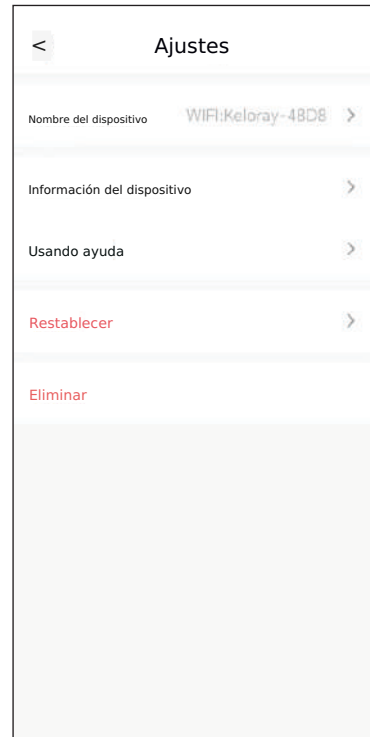 < Ajustes
Nombre del dispositivo WIFI:Keloray-48D8 >
Información del dispositivo >
Usando ayuda >
Restablecer >
Eliminar